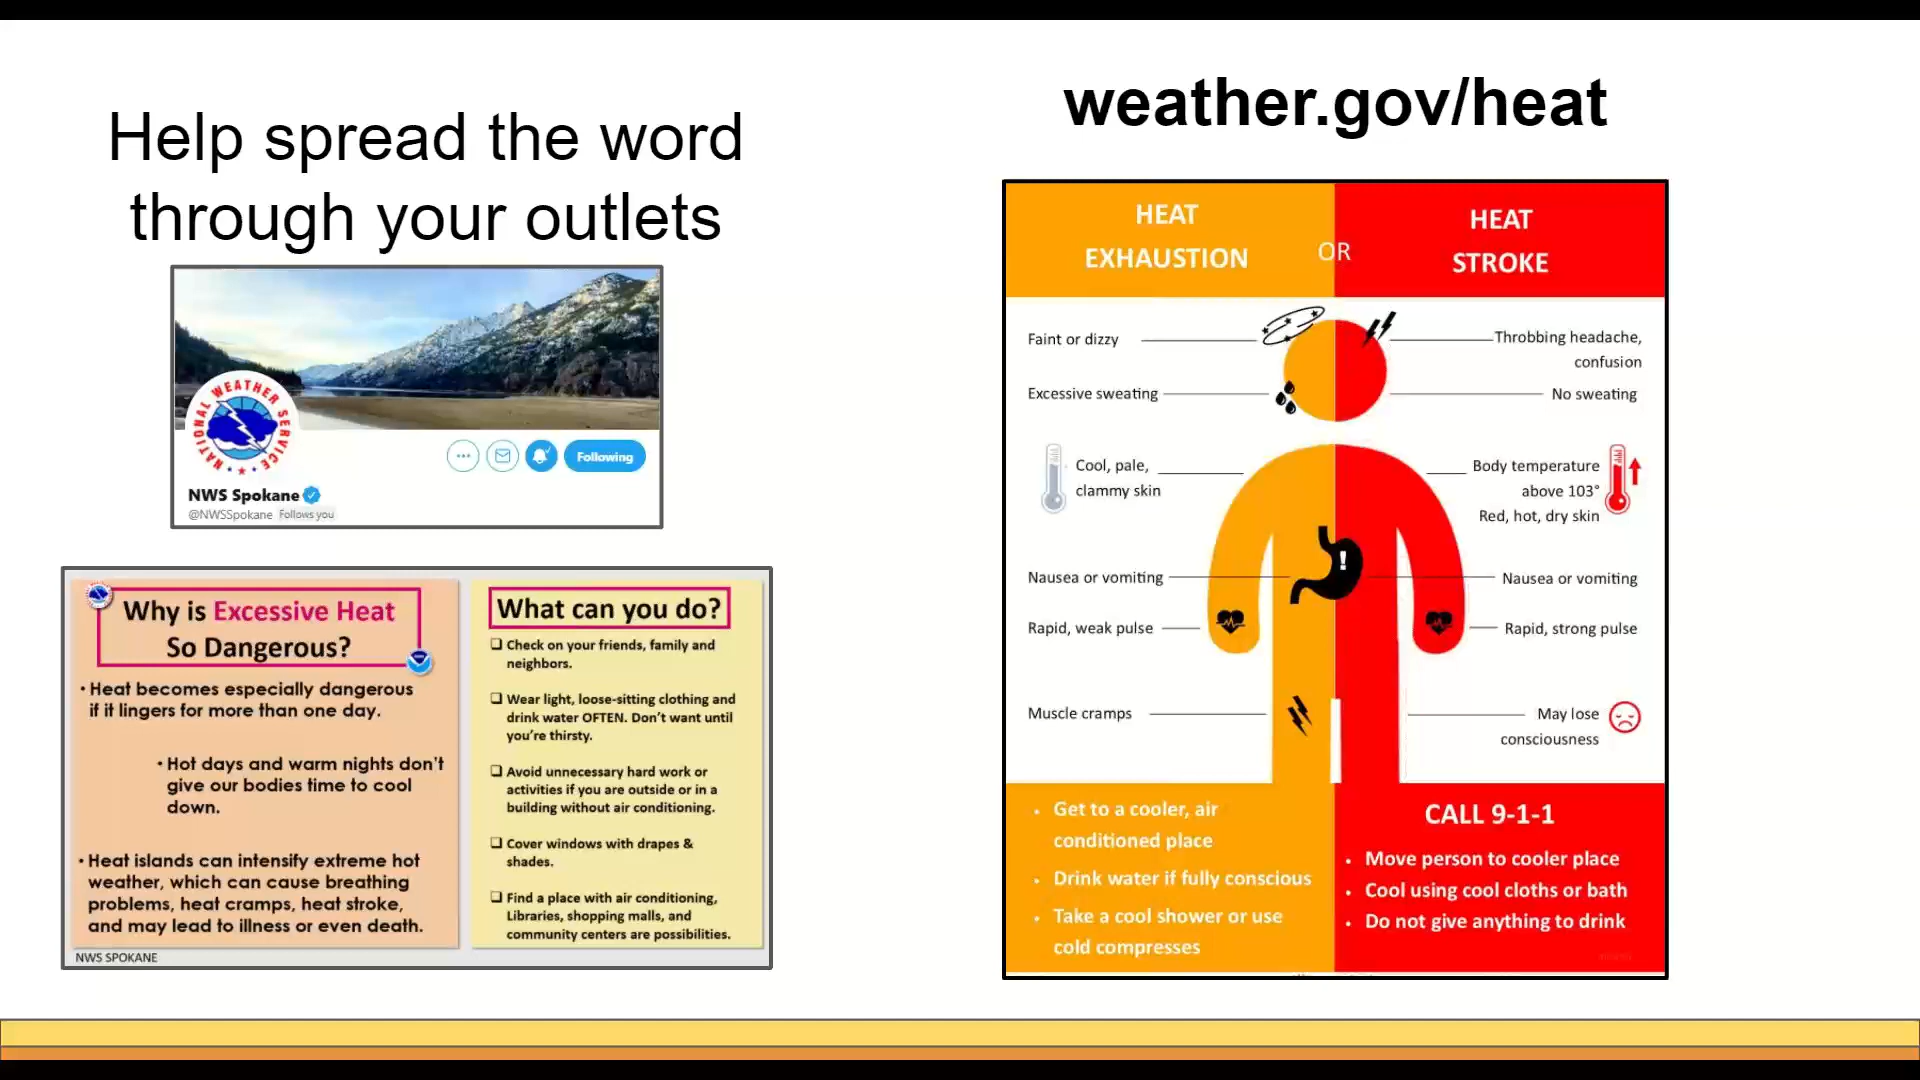 Help spread the word
through your outlets
NATIONAL WEATHER SERVICE
Following
NWS Spokane
@NWSSpokane Follows you
Why is Excessive Heat
So Dangerous?
• Heat becomes especially dangerous
if it lingers for more than one day.
• Hot days and warm nights don't
give our bodies time to cool
down.
• Heat islands can intensify extreme hot
weather, which can cause breathing
problems, heat cramps, heat stroke,
and may lead to illness or even death.
NWS SPOKANE
What can you do?
❑ Check on your friends, family and
neighbors.
❑ Wear light, loose-sitting clothing and
drink water OFTEN. Don't want until
you're thirsty.
❑ Avoid unnecessary hard work or
activities if you are outside or in a
building without air conditioning.
❑ Cover windows with drapes &
shades.
❑ Find a place with air conditioning,
Libraries, shopping malls, and
community centers are possibilities.
weather.gov/heat
HEAT
EXHAUSTION
OR
HEAT
STROKE
Faint or dizzy
Throbbing headache,
confusion
Excessive sweating
No sweating
Cool, pale,
clammy skin
Body temperature
above 103°
Red, hot, dry skin
Nausea or vomiting
Nausea or vomiting
Rapid, weak pulse
Rapid, strong pulse
Muscle cramps
May lose
consciousness
• Get to a cooler, air
conditioned place
• Drink water if fully conscious
• Take a cool shower or use
cold compresses
CALL 9-1-1
• Move person to cooler place
• Cool using cool cloths or bath
• Do not give anything to drink